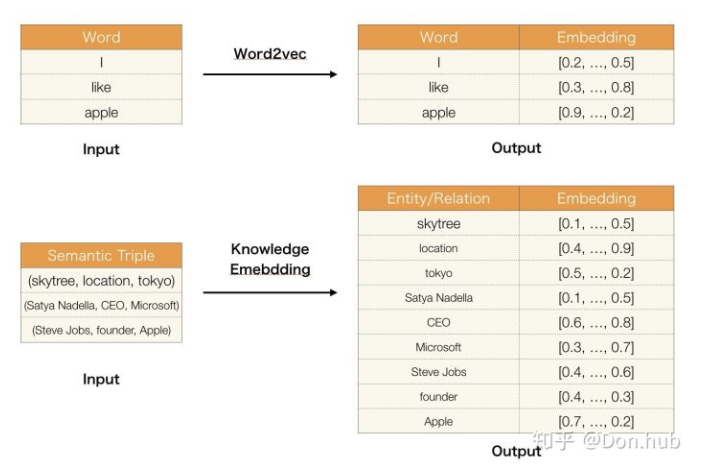 Word
I
like
apple
Input
Word2vec
Word Embedding
I [0.2, ..., 0.5]
like [0.3, ..., 0.8]
apple [0.9, ..., 0.2]
Output
Semantic Triple
(skytree, location, tokyo)
(Satya Nadella, CEO, Microsoft)
(Steve Jobs, founder, Apple)
Input
Knowledge
Emebdding
Entity/Relation Embedding
skytree [0.1, ..., 0.5]
location [0.4, ..., 0.9]
tokyo [0.5, ..., 0.2]
Satya Nadella [0.1, ..., 0.5]
CEO [0.6, ..., 0.8]
Microsoft [0.3, ..., 0.7]
Steve Jobs [0.4, ..., 0.6]
founder [0.4, ..., 0.3]
Apple [0.7, ..., 0.2]
Output
知乎 @Don.hub